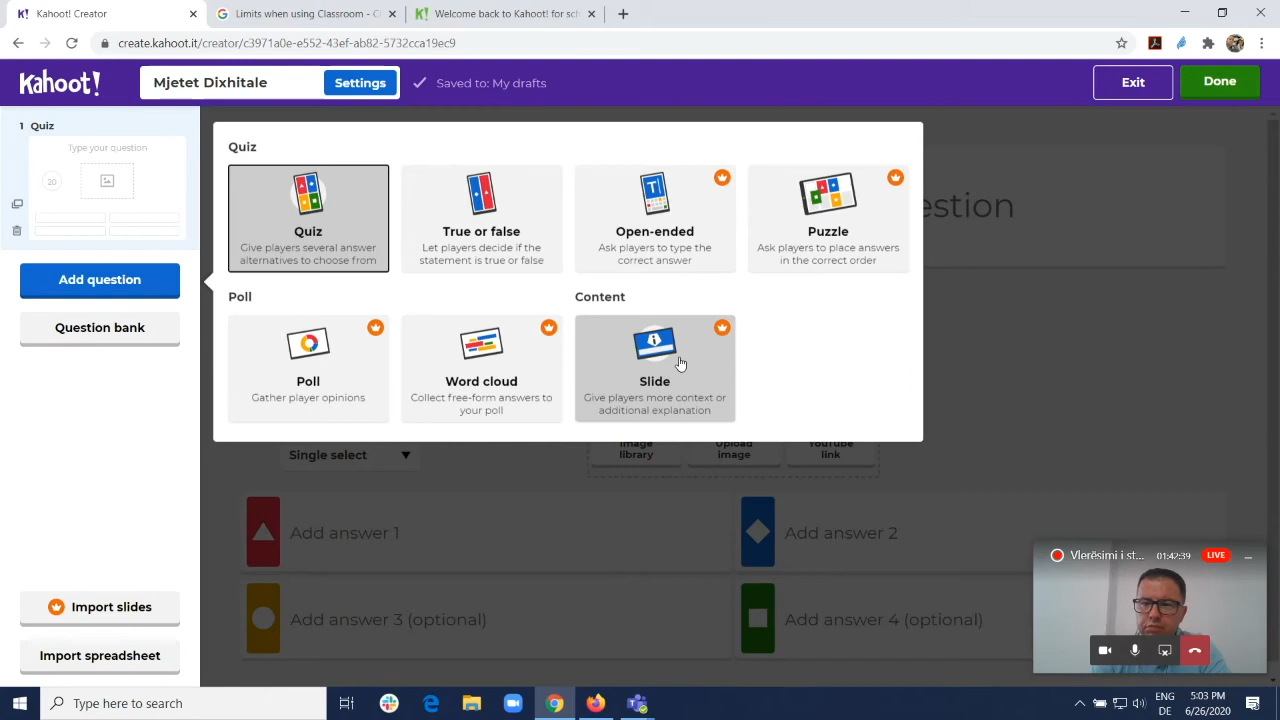 Kahoot! Creator
Limits when using Classroom - Cl
Welcome back to Kahoot! for sch
create.kahoot.it/creator/c3971a0e-e552-43ef-ab82-5732cca19ec9
Kahoot!
Mjetet Dixhitale
Settings
Saved to: My drafts
Exit
Done
1 Quiz
Type your question
20
Add question
Question bank
Import slides
Import spreadsheet
Quiz
Quiz
Give players several answer
alternatives to choose from
True or false
Let players decide if the
statement is true or false
Open-ended
Ask players to type the
correct answer
Puzzle
Ask players to place answers
in the correct order
Poll
Content
Poll
Gather player opinions
Word cloud
Collect free-form answers to
your poll
Slide
Give players more context or
additional explanation
estion
Single select
Image
library
Upload
image
YouTube
link
Add answer 1
Add answer 2
Add answer 3 (optional)
Add answer 4 (optional)
Vlerësimi i st...
01:42:39
LIVE
Type here to search
ENG
DE
5:03 PM
6/26/2020